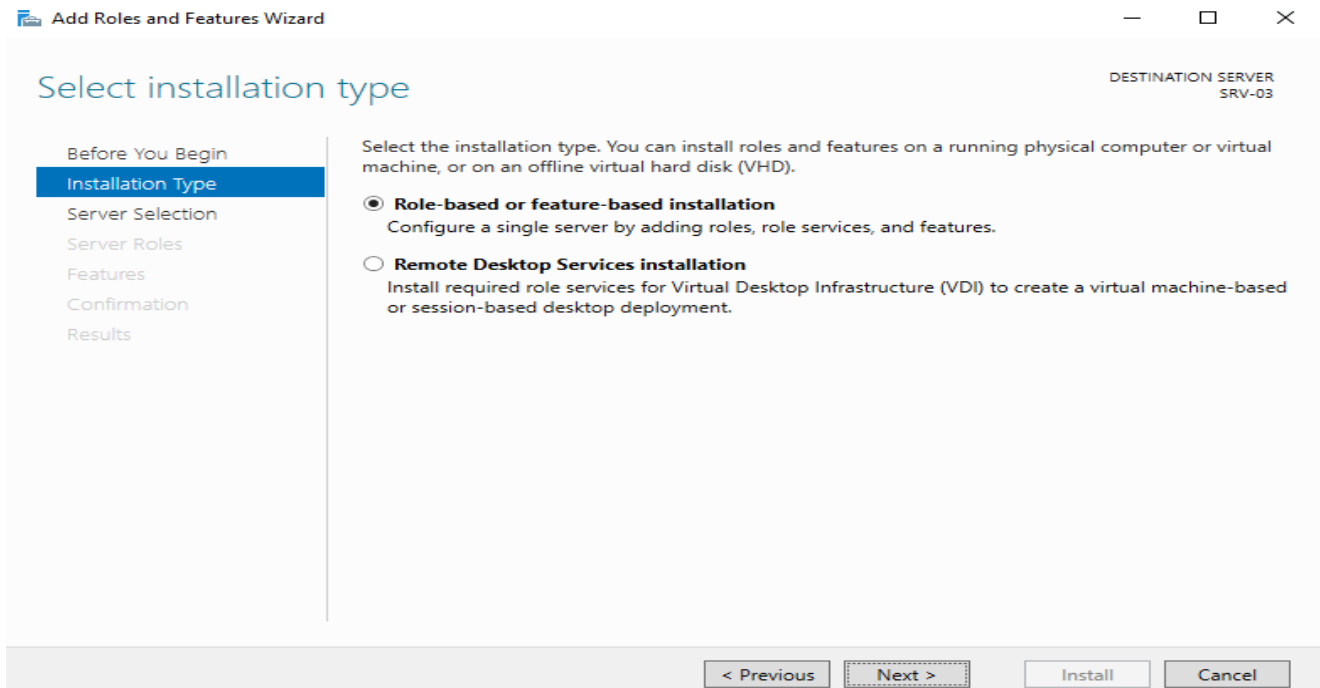 Add Roles and Features Wizard
Select installation type
DESTINATION SERVER
SRV-03
Before You Begin
Installation Type
Server Selection
Server Roles
Features
Confirmation
Results
Select the installation type. You can install roles and features on a running physical computer or virtual
machine, or on an offline virtual hard disk (VHD).
Role-based or feature-based installation
Configure a single server by adding roles, role services, and features.
Remote Desktop Services installation
Install required role services for Virtual Desktop Infrastructure (VDI) to create a virtual machine-based
or session-based desktop deployment.
< Previous
Next >
Install
Cancel